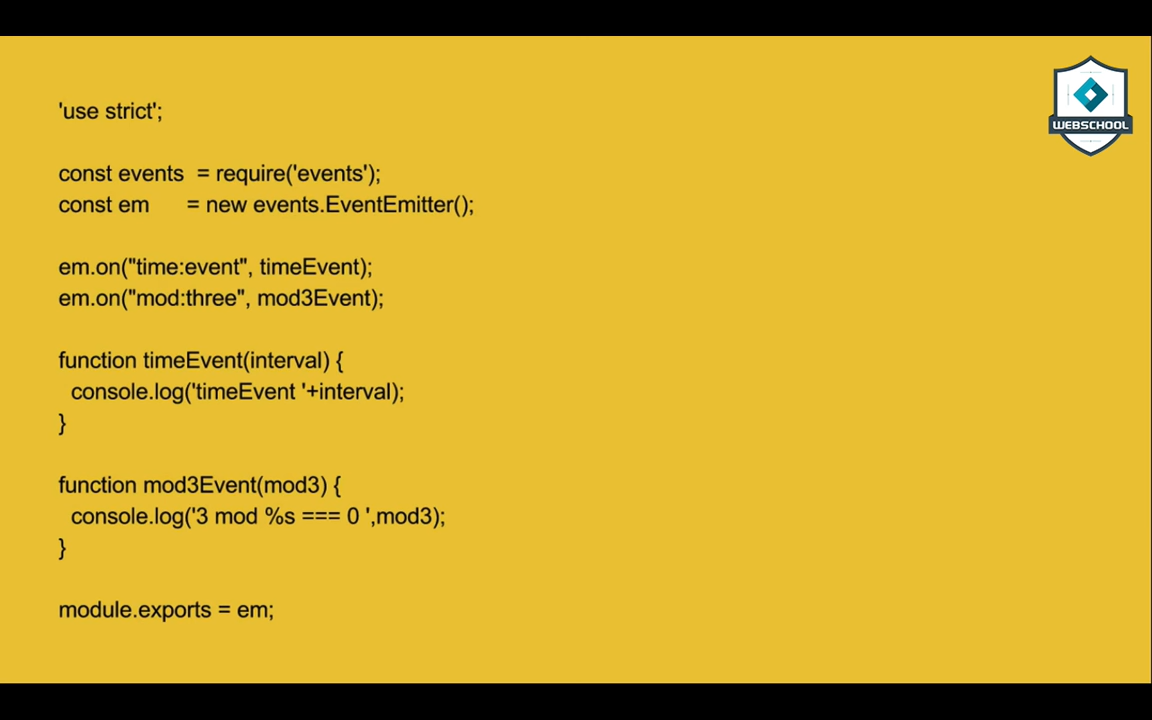 'use strict';
const events  = require('events');
const em      = new events.EventEmitter();
em.on("time:event", timeEvent);
em.on("mod:three", mod3Event);
function timeEvent(interval) {
  console.log('timeEvent '+interval);
}
function mod3Event(mod3) {
  console.log('3 mod %s === 0 ',mod3);
}
module.exports = em;
WEBSCHOOL